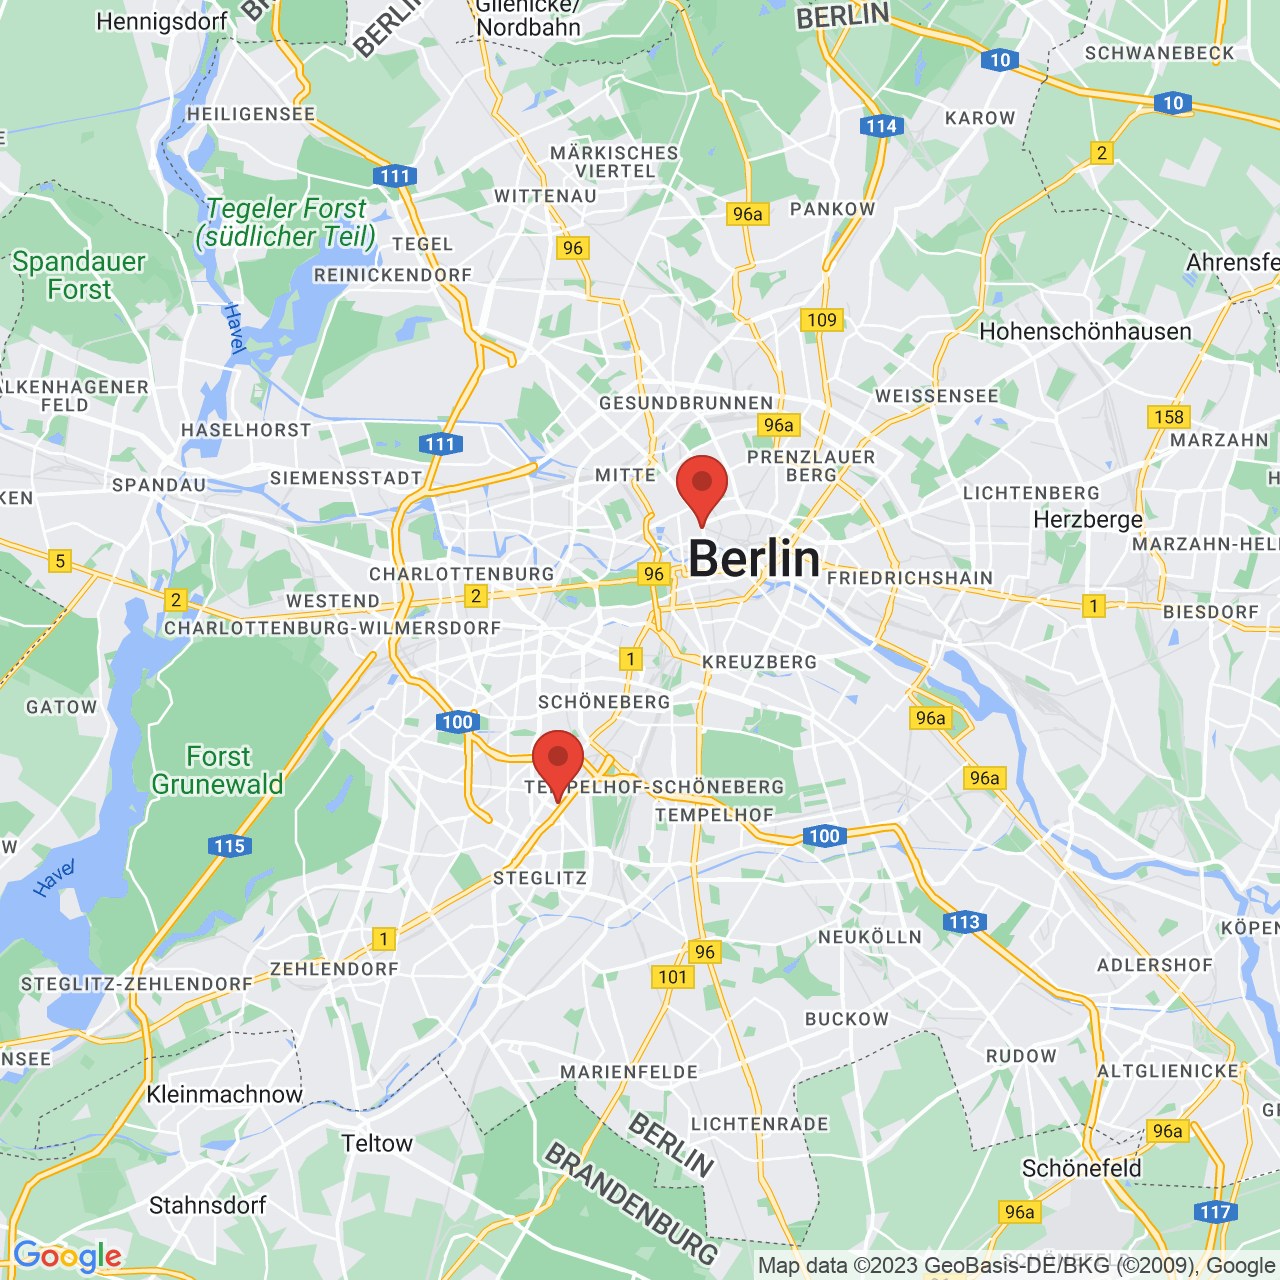 Hennigsdorf
BERLIN
Glienicke/
Nordbahn
BERLIN
10
SCHWANEBECK
10
HEILIGENSEE
114
KAROW
MÄRKISCHES
VIERTEL
2
111
WITTENAU
Tegeler Forst
(südlicher Teil)
96a
PANKOW
TEGEL
96
Spandauer
Forst
REINICKENDORF
Ahrensfe
Havel
109
Hohenschönhausen
ALKENHAGENER
FELD
WEISSENSEE
GESUNDBRUNNEN
158
HASELHORST
96a
111
MARZAHN
PRENZLAUER
BERG
SIEMENSSTADT
MITTE
SPANDAU
KEN
LICHTENBERG
Herzberge
MARZAHN-HEL
Berlin
5
CHARLOTTENBURG
96
FRIEDRICHSHAIN
WESTEND
2
2
1
BIESDORF
CHARLOTTENBURG-WILMERSDORF
1
KREUZBERG
GATOW
SCHÖNEBERG
100
96a
Forst
Grunewald
96a
TEMPELHOF-SCHÖNEBERG
TEMPELHOF
100
115
W
Havel
STEGLITZ
113
KÖPEN
1
NEUKÖLLN
96
ZEHLENDORF
101
ADLERSHOF
STEGLITZ-ZEHLENDORF
BUCKOW
NSEE
RUDOW
MARIENFELDE
ALTGLIENICKE
Kleinmachnow
LICHTENRADE
BERLIN
BRANDENBURG
96a
Teltow
Schönefeld
Stahnsdorf
96a
117
SCHÖNEFELD
Google
Map data ©2023 GeoBasis-DE/BKG (©2009), Google